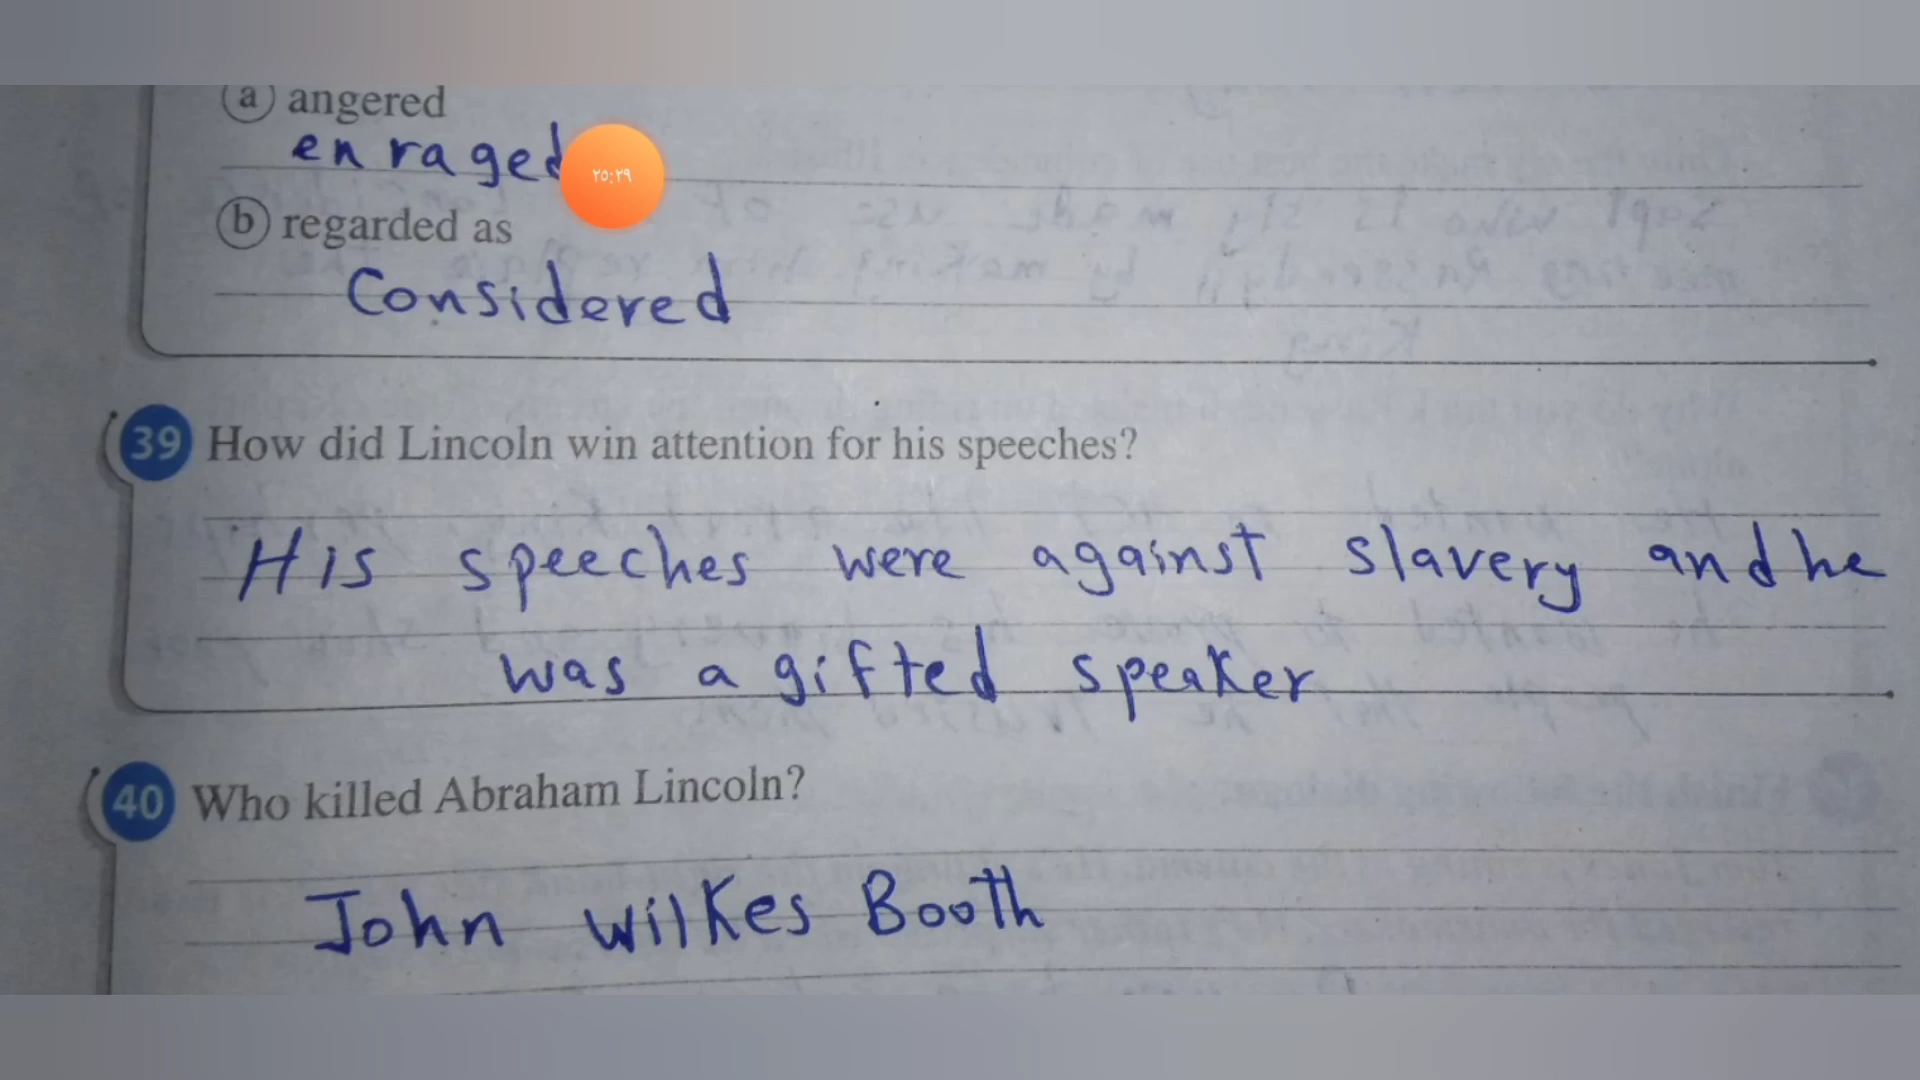 a angered
enraged
٢٥:٢٩
b regarded as
Considered
39 How did Lincoln win attention for his speeches?
His speeches were against slavery and he
was a gifted speaker
40 Who killed Abraham Lincoln?
John Wilkes Booth